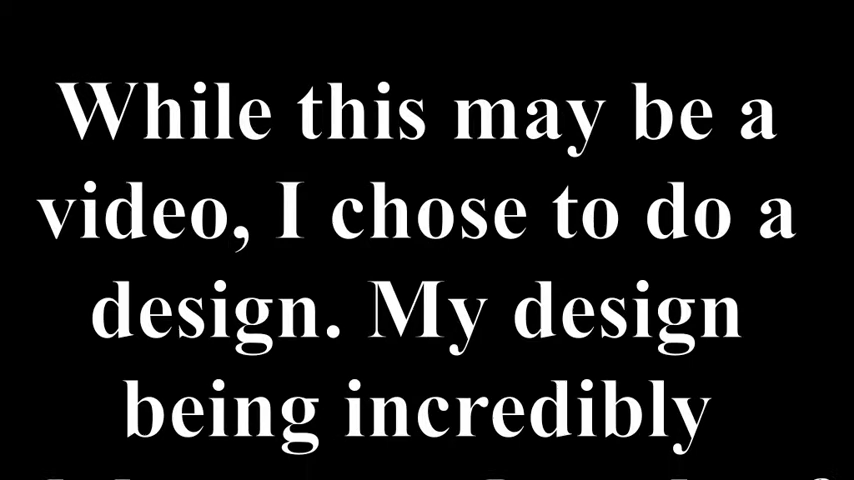 While this may be a
video, I chose to do a
design. My design
being incredibly